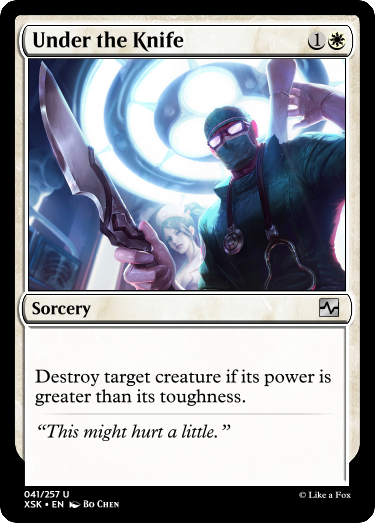 Under the Knife 1
Sorcery
Destroy target creature if its power is
greater than its toughness.
“This might hurt a little.”
041/257 U
XSK • EN Bo Chen
© Like a Fox